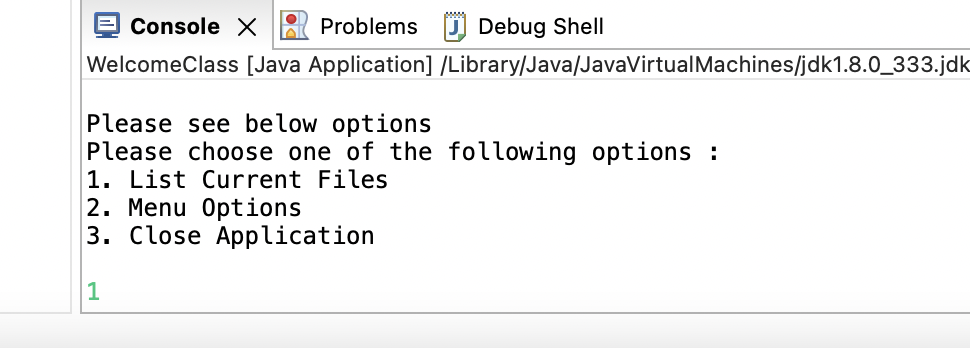 Console Problems Debug Shell
WelcomeClass [Java Application] /Library/Java/JavaVirtualMachines/jdk1.8.0_333.jdk
Please see below options
Please choose one of the following options :
1. List Current Files
2. Menu Options
3. Close Application
1